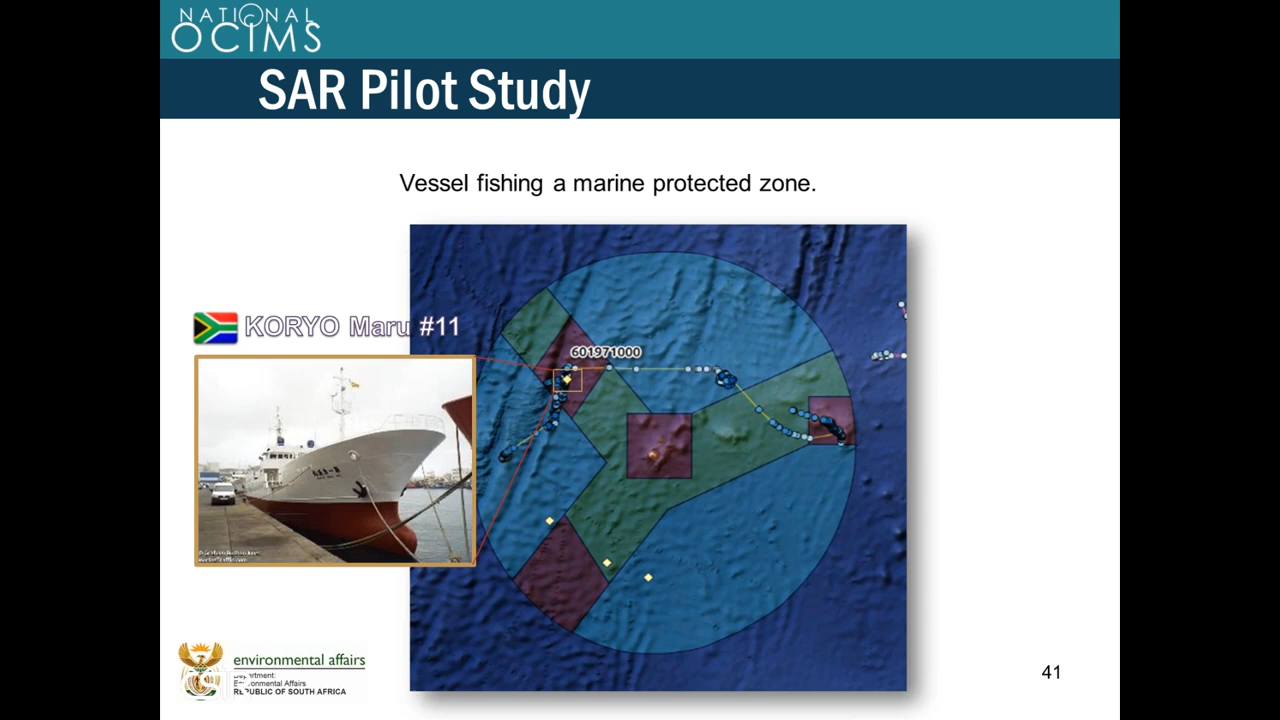 NATIONAL
OCIMS
SAR Pilot Study
Vessel fishing a marine protected zone.
KORYO Maru #11
601971000
environmental affairs
Department:
Environmental Affairs
REPUBLIC OF SOUTH AFRICA
41